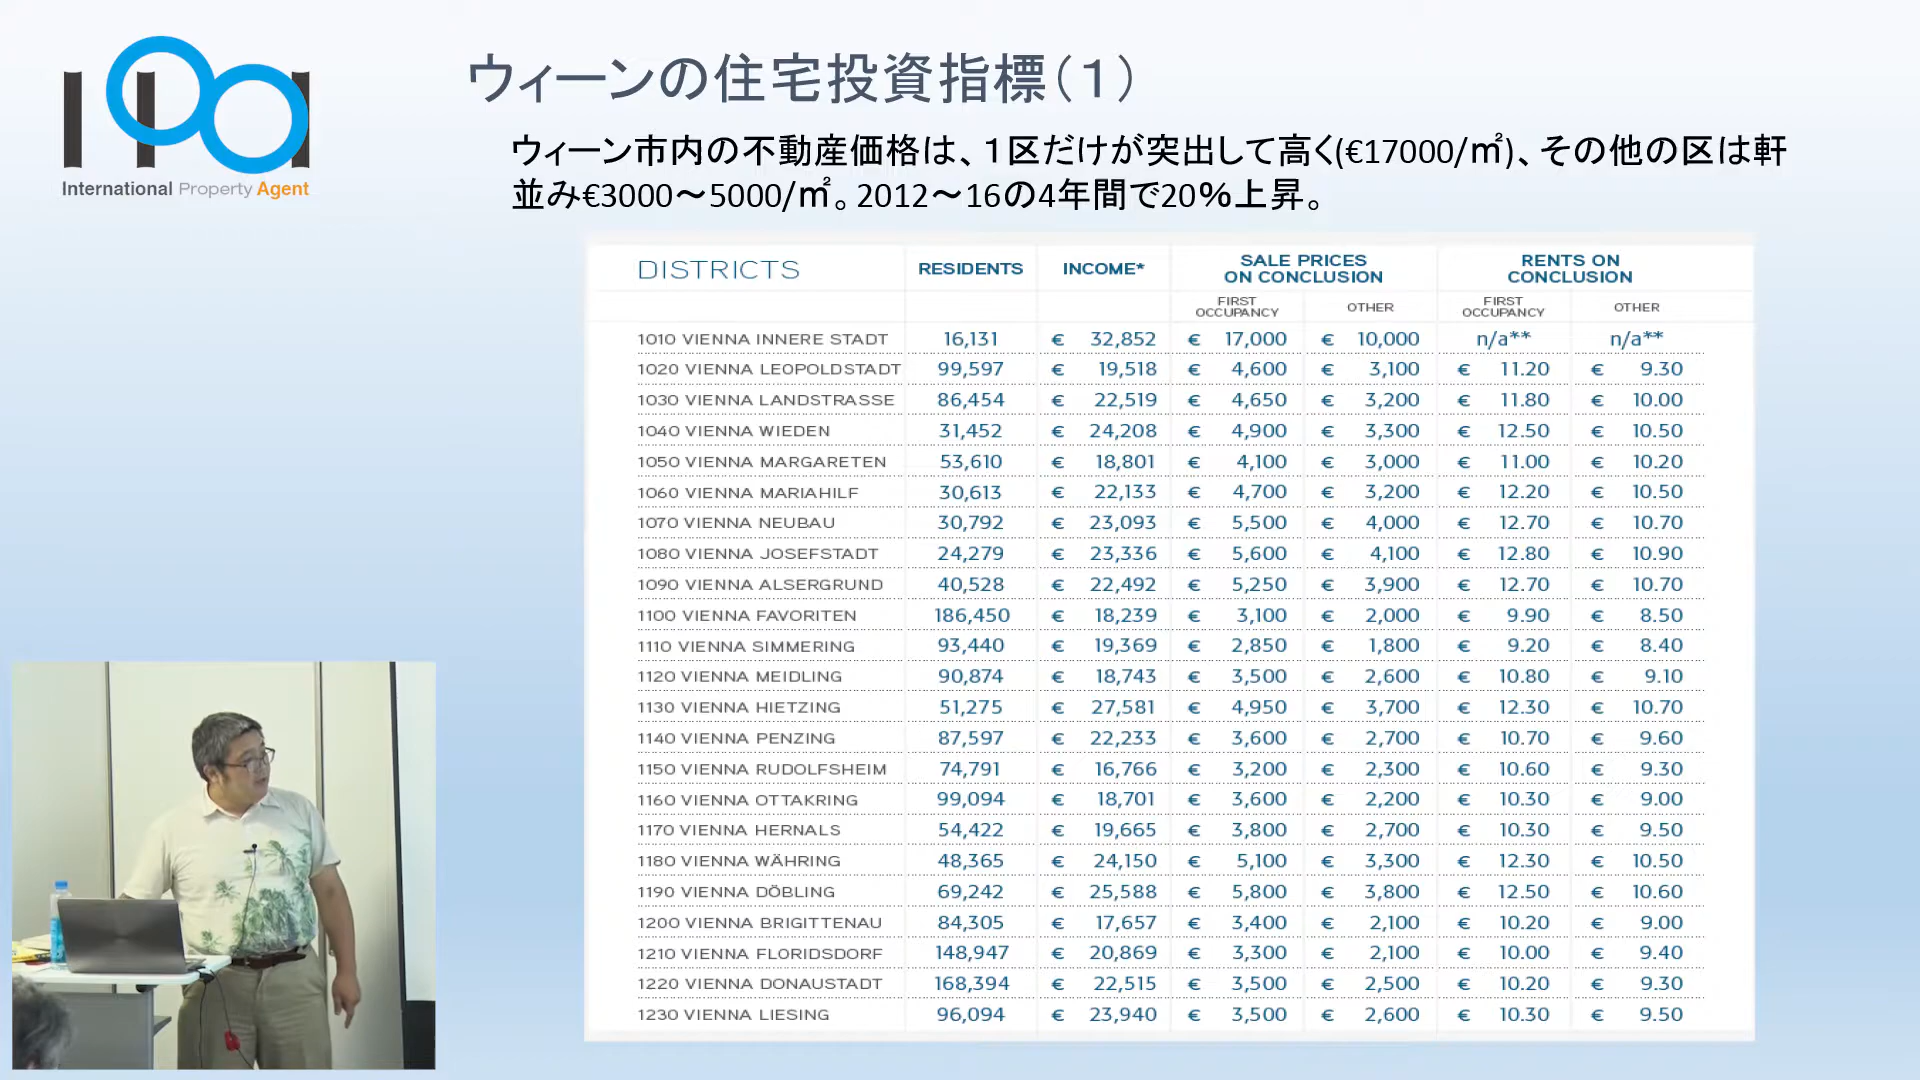 ipa
International Property Agent
ウィーンの住宅投資指標(1)
ウィーン市内の不動産価格は、1区だけが突出して高く(€17000/㎡)、その他の区は軒
並み€3000～5000/㎡。2012～16の4年間で20%上昇。
DISTRICTS RESIDENTS INCOME* SALE PRICES ON CONCLUSION RENTS ON CONCLUSION
FIRST OCCUPANCY OTHER FIRST OCCUPANCY OTHER
1010 VIENNA INNERE STADT 16,131 € 32,852 € 17,000 € 10,000 n/a** n/a**
1020 VIENNA LEOPOLDSTADT 99,597 € 19,518 € 4,600 € 3,100 € 11.20 € 9.30
1030 VIENNA LANDSTRASSE 86,454 € 22,519 € 4,650 € 3,200 € 11.80 € 10.00
1040 VIENNA WIEDEN 31,452 € 24,208 € 4,900 € 3,300 € 12.50 € 10.50
1050 VIENNA MARGARETEN 53,610 € 18,801 € 4,100 € 3,000 € 11.00 € 10.20
1060 VIENNA MARIAHILF 30,613 € 22,133 € 4,700 € 3,200 € 12.20 € 10.50
1070 VIENNA NEUBAU 30,792 € 23,093 € 5,500 € 4,000 € 12.70 € 10.70
1080 VIENNA JOSEFSTADT 24,279 € 23,336 € 5,600 € 4,100 € 12.80 € 10.90
1090 VIENNA ALSERGRUND 40,528 € 22,492 € 5,250 € 3,900 € 12.70 € 10.70
1100 VIENNA FAVORITEN 186,450 € 18,239 € 3,100 € 2,000 € 9.90 € 8.50
1110 VIENNA SIMMERING 93,440 € 19,369 € 2,850 € 1,800 € 9.20 € 8.40
1120 VIENNA MEIDLING 90,874 € 18,743 € 3,500 € 2,600 € 10.80 € 9.10
1130 VIENNA HIETZING 51,275 € 27,581 € 4,950 € 3,700 € 12.30 € 10.70
1140 VIENNA PENZING 87,597 € 22,233 € 3,600 € 2,700 € 10.70 € 9.60
1150 VIENNA RUDOLFSHEIM 74,791 € 16,766 € 3,200 € 2,300 € 10.60 € 9.30
1160 VIENNA OTTAKRING 99,094 € 18,701 € 3,600 € 2,200 € 10.30 € 9.00
1170 VIENNA HERNALS 54,422 € 19,665 € 3,800 € 2,700 € 10.30 € 9.50
1180 VIENNA WÄHRING 48,365 € 24,150 € 5,100 € 3,300 € 12.30 € 10.50
1190 VIENNA DÖBLING 69,242 € 25,588 € 5,800 € 3,800 € 12.50 € 10.60
1200 VIENNA BRIGITTENAU 84,305 € 17,657 € 3,400 € 2,100 € 10.20 € 9.00
1210 VIENNA FLORIDSDORF 148,947 € 20,869 € 3,300 € 2,100 € 10.00 € 9.40
1220 VIENNA DONAUSTADT 168,394 € 22,515 € 3,500 € 2,500 € 10.20 € 9.30
1230 VIENNA LIESING 96,094 € 23,940 € 3,500 € 2,600 € 10.30 € 9.50